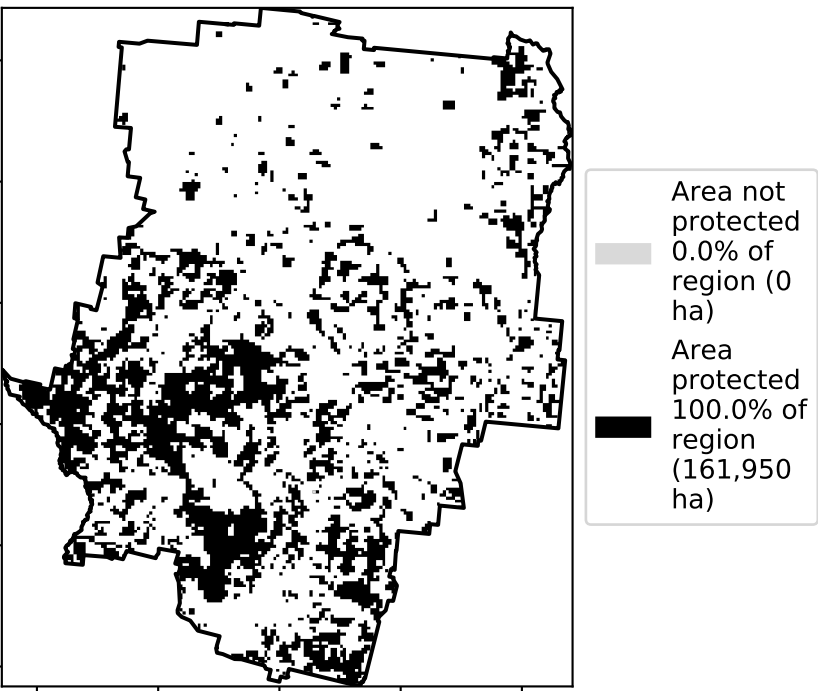 Area not
protected
0.0% of
region (0
ha)
Area
protected
100.0% of
region
(161,950
ha)